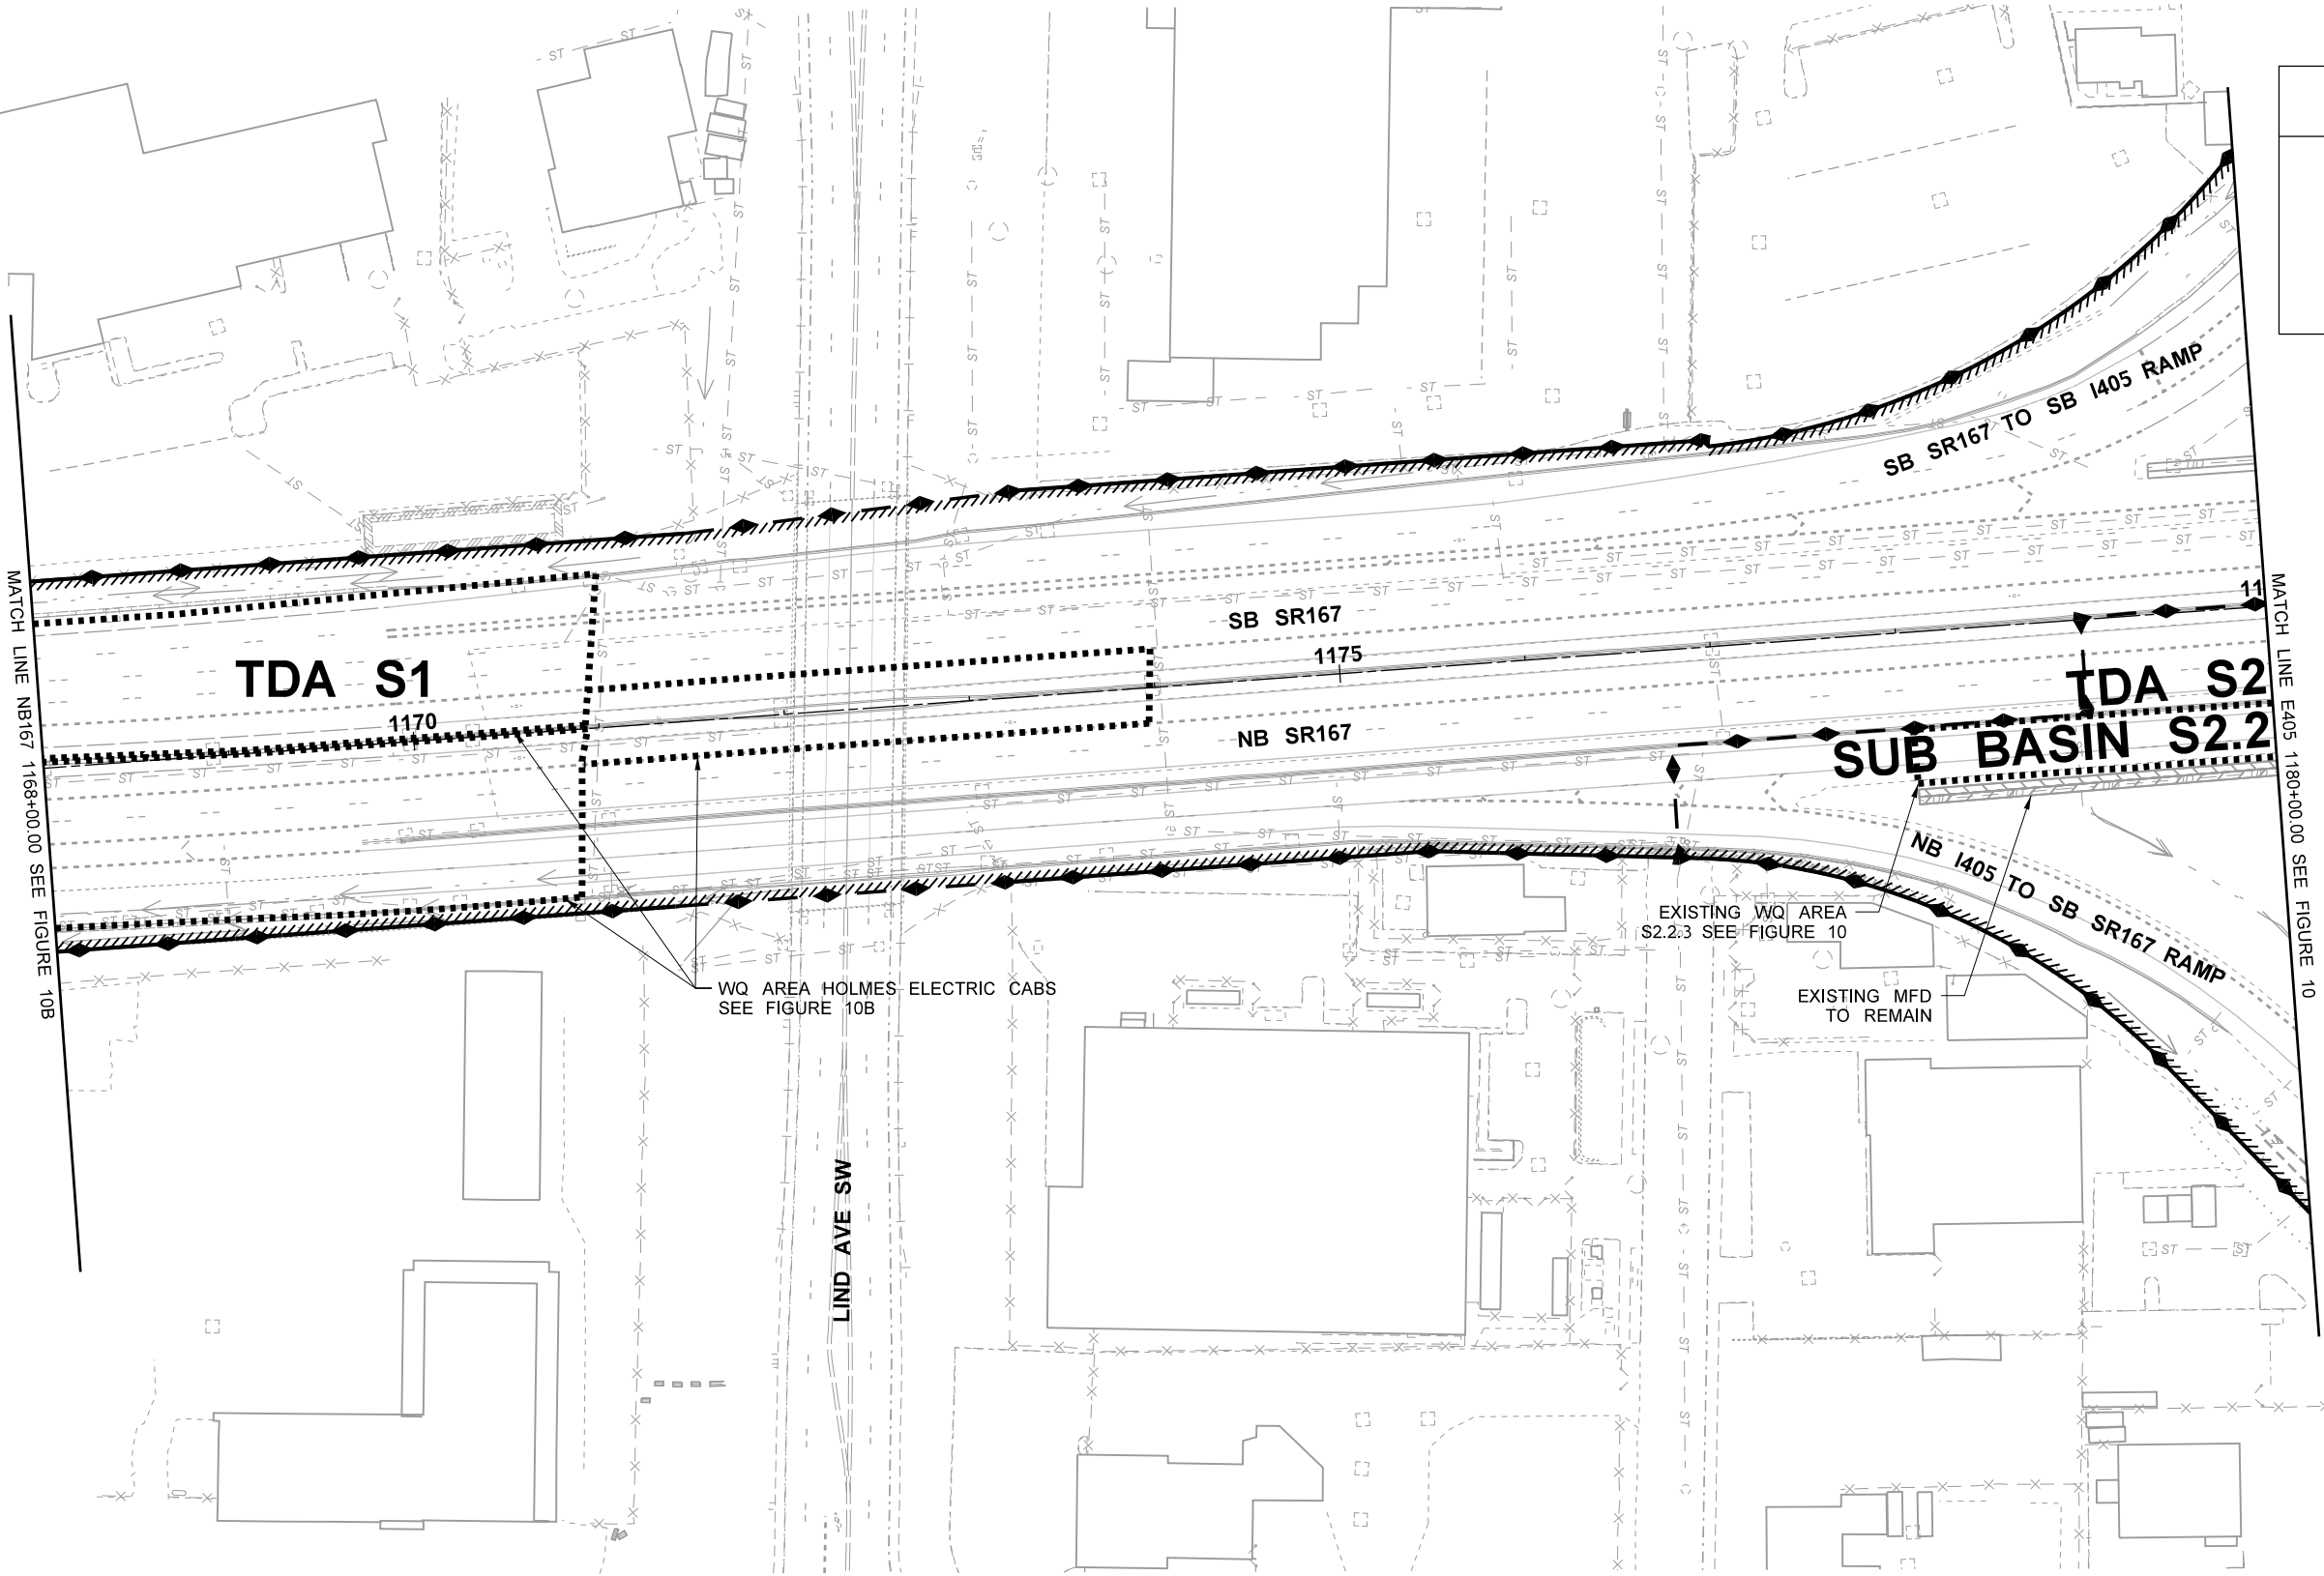 SB SR167 TO SB I405 RAMP
MATCH LINE NB167 1168+00.00 SEE FIGURE 10B
MATCH LINE E405 1180+00.00 SEE FIGURE 10
SB SR167
1175
11
TDA S1
1170
TDA S2
SUB BASIN S2.2
NB SR167
NB I405 TO SB SR167 RAMP
EXISTING WQ AREA
S2.2.3 SEE FIGURE 10
WQ AREA HOLMES ELECTRIC CABS
SEE FIGURE 10B
EXISTING MFD
TO REMAIN
LIND AVE SW
ST
UD